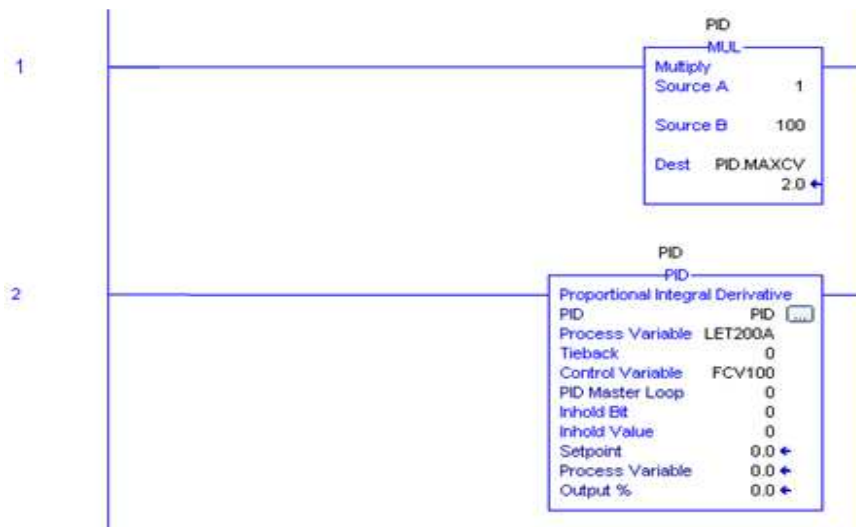 PID
MUL
1
Multiply
Source A 1
Source B 100
Dest PID.MAXCV
2.0
PID
PID
2
Proportional Integral Derivative
PID PID ...
Process Variable LET200A
Tieback 0
Control Variable FCV100
PID Master Loop 0
Inhold Bit 0
Inhold Value 0
Setpoint 0.0
Process Variable 0.0
Output % 0.0